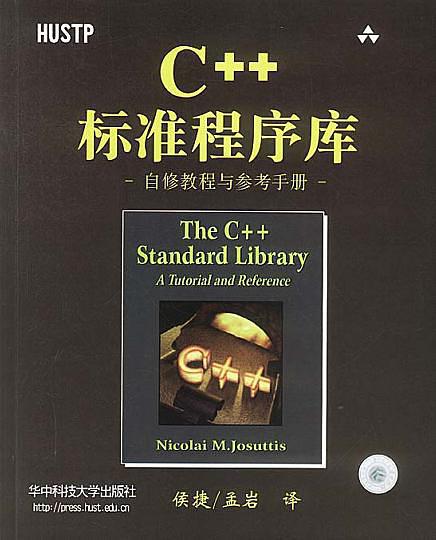 HUSTP
C++
标准程序库
- 自修教程与参考手册 -
The C++
Standard Library
A Tutorial and Reference
C++
Nicolai M.Josuttis
华中科技大学出版社
http://press.hust.edu.cn
侯捷/孟岩 译